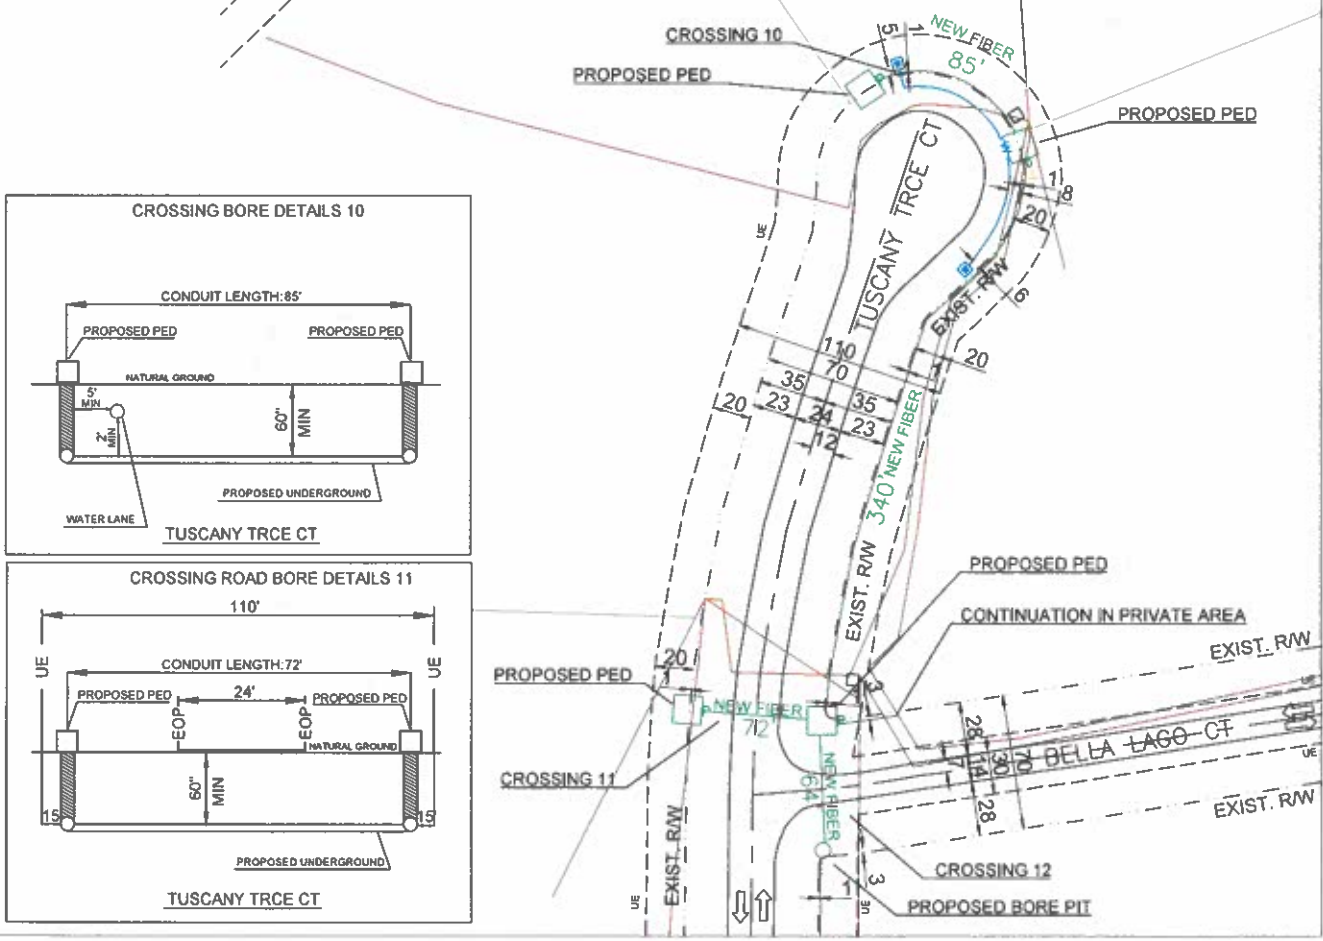 CROSSING 10
PROPOSED PED
5
1
NEW FIBER
85'
PROPOSED PED
P
W
P
1
8
20
6
EXIST. R/W
TUSCANY TRCE CT
UE
110
70
35
35
23
24
23
12
20
20
1
340' NEW FIBER
EXIST. R/W
PROPOSED PED
CONTINUATION IN PRIVATE AREA
EXIST. R/W
UE
20
1
PROPOSED PED
P
NEW FIBER
72'
P
3
CROSSING 11
28
7
14
30
70
28
BELLA LAGO CT
UE
EXIST. R/W
NEW FIBER
64'
CROSSING 12
3
1
PROPOSED BORE PIT
EXIST. R/W
UE
UE
CROSSING BORE DETAILS 10
CONDUIT LENGTH:85'
PROPOSED PED
PROPOSED PED
NATURAL GROUND
5'
MIN
2'
MIN
60"
MIN
PROPOSED UNDERGROUND
WATER LANE
TUSCANY TRCE CT
CROSSING ROAD BORE DETAILS 11
110'
UE
UE
CONDUIT LENGTH:72'
PROPOSED PED
24'
PROPOSED PED
EOP
EOP
NATURAL GROUND
60"
MIN
15'
15'
PROPOSED UNDERGROUND
TUSCANY TRCE CT